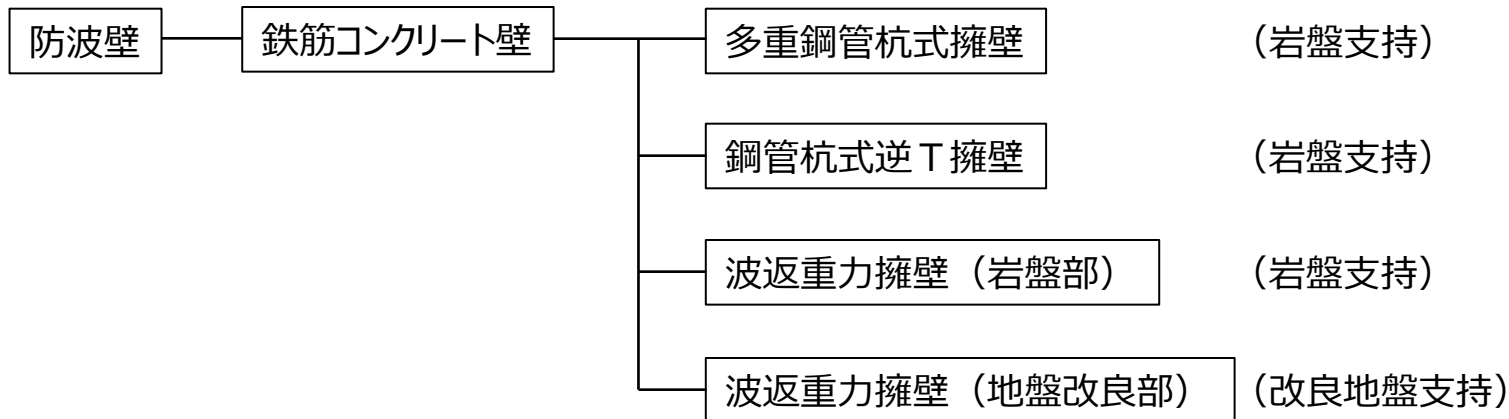 防波壁 鉄筋コンクリート壁 多重鋼管杭式擁壁 （岩盤支持）
鋼管杭式逆Ｔ擁壁 （岩盤支持）
波返重力擁壁（岩盤部） （岩盤支持）
波返重力擁壁（地盤改良部） （改良地盤支持）